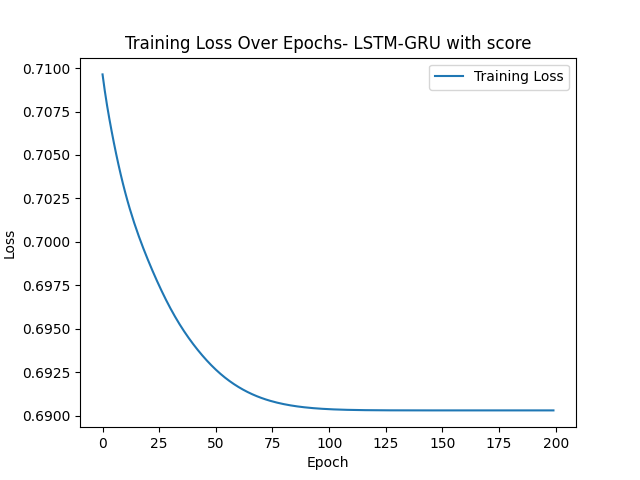 Training Loss Over Epochs- LSTM-GRU with score
Training Loss
0.7100
0.7075
0.7050
0.7025
0.7000
0.6975
0.6950
0.6925
0.6900
Loss
0 25 50 75 100 125 150 175 200
Epoch